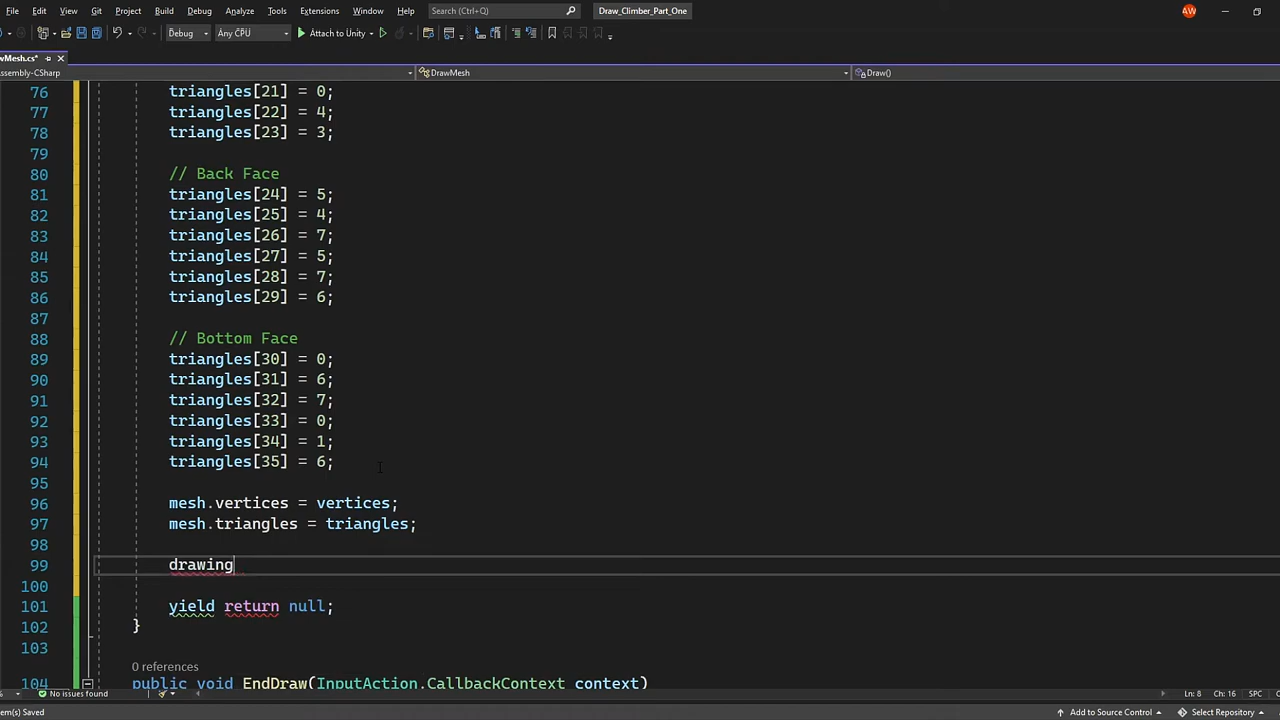 File Edit View Git Project Build Debug Analyze Tools Extensions Window Help Search (Ctrl+Q) Draw_Climber_Part_One AW
Debug Any CPU Attach to Unity
wMesh.cs*
ssembly-CSharp DrawMesh Draw()
76 triangles[21] = 0;
77 triangles[22] = 4;
78 triangles[23] = 3;
79
80 // Back Face
81 triangles[24] = 5;
82 triangles[25] = 4;
83 triangles[26] = 7;
84 triangles[27] = 5;
85 triangles[28] = 7;
86 triangles[29] = 6;
87
88 // Bottom Face
89 triangles[30] = 0;
90 triangles[31] = 6;
91 triangles[32] = 7;
92 triangles[33] = 0;
93 triangles[34] = 1;
94 triangles[35] = 6;
95
96 mesh.vertices = vertices;
97 mesh.triangles = triangles;
98
99 drawing
100
101 yield return null;
102 }
103
0 references
104 public void EndDraw(InputAction.CallbackContext context)
% No issues found Ln: 8 Ch: 16 SPC
m(s) Saved Add to Source Control Select Repository